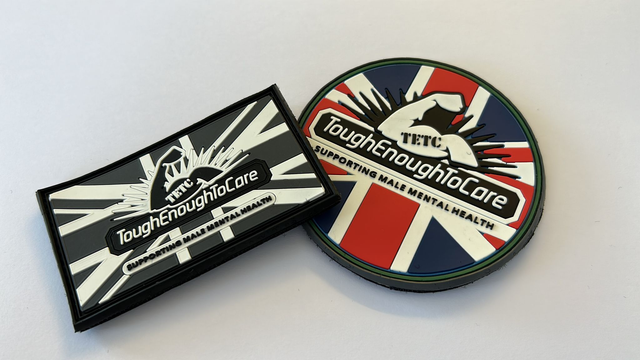 TETC
ToughEnoughToCare
SUPPORTING MALE MENTAL HEALTH
TETC
ToughEnoughToCare
SUPPORTING MALE MENTAL HEALTH